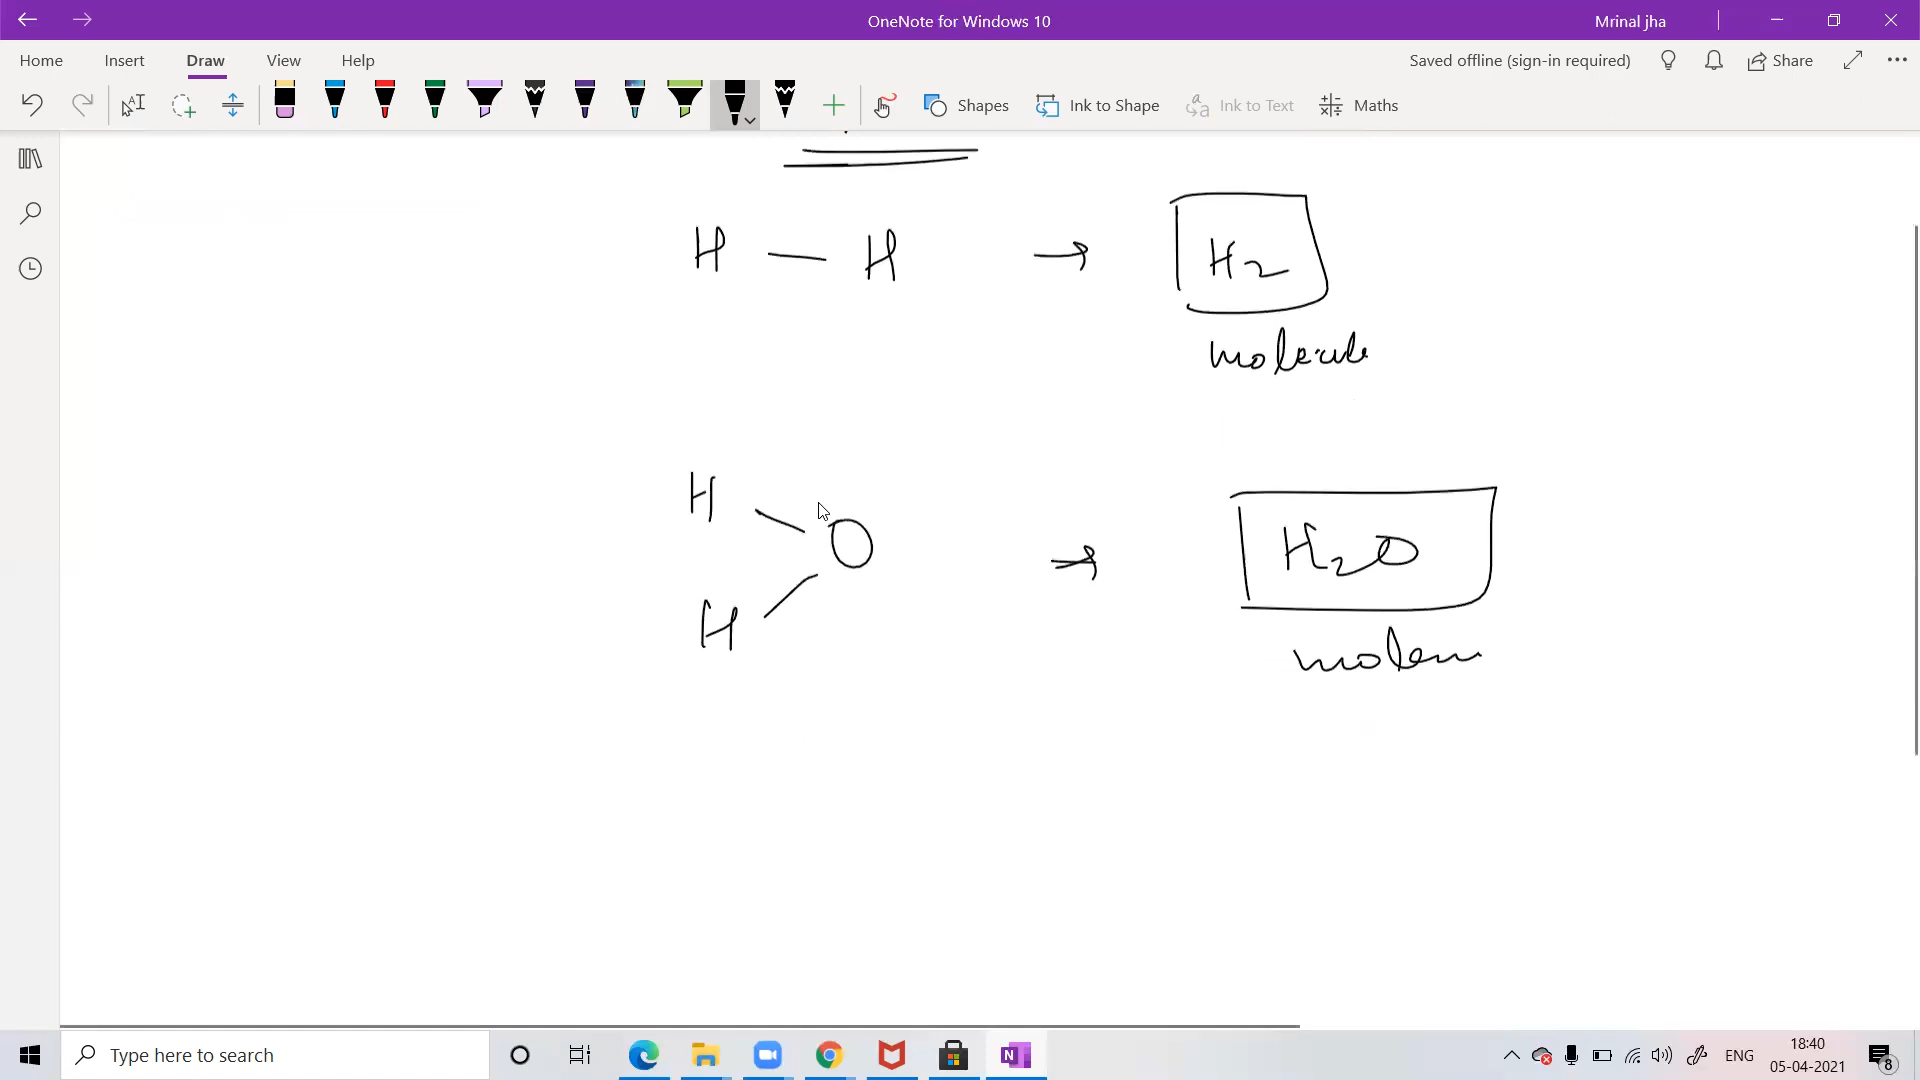 OneNote for Windows 10
Mrinal jha
Home Insert Draw View Help
Saved offline (sign-in required)
Share
Shapes
Ink to Shape
Ink to Text
Maths
H — H → H2
molecule
H
O → H2O
H
Type here to search
ENG
18:40
05-04-2021
8